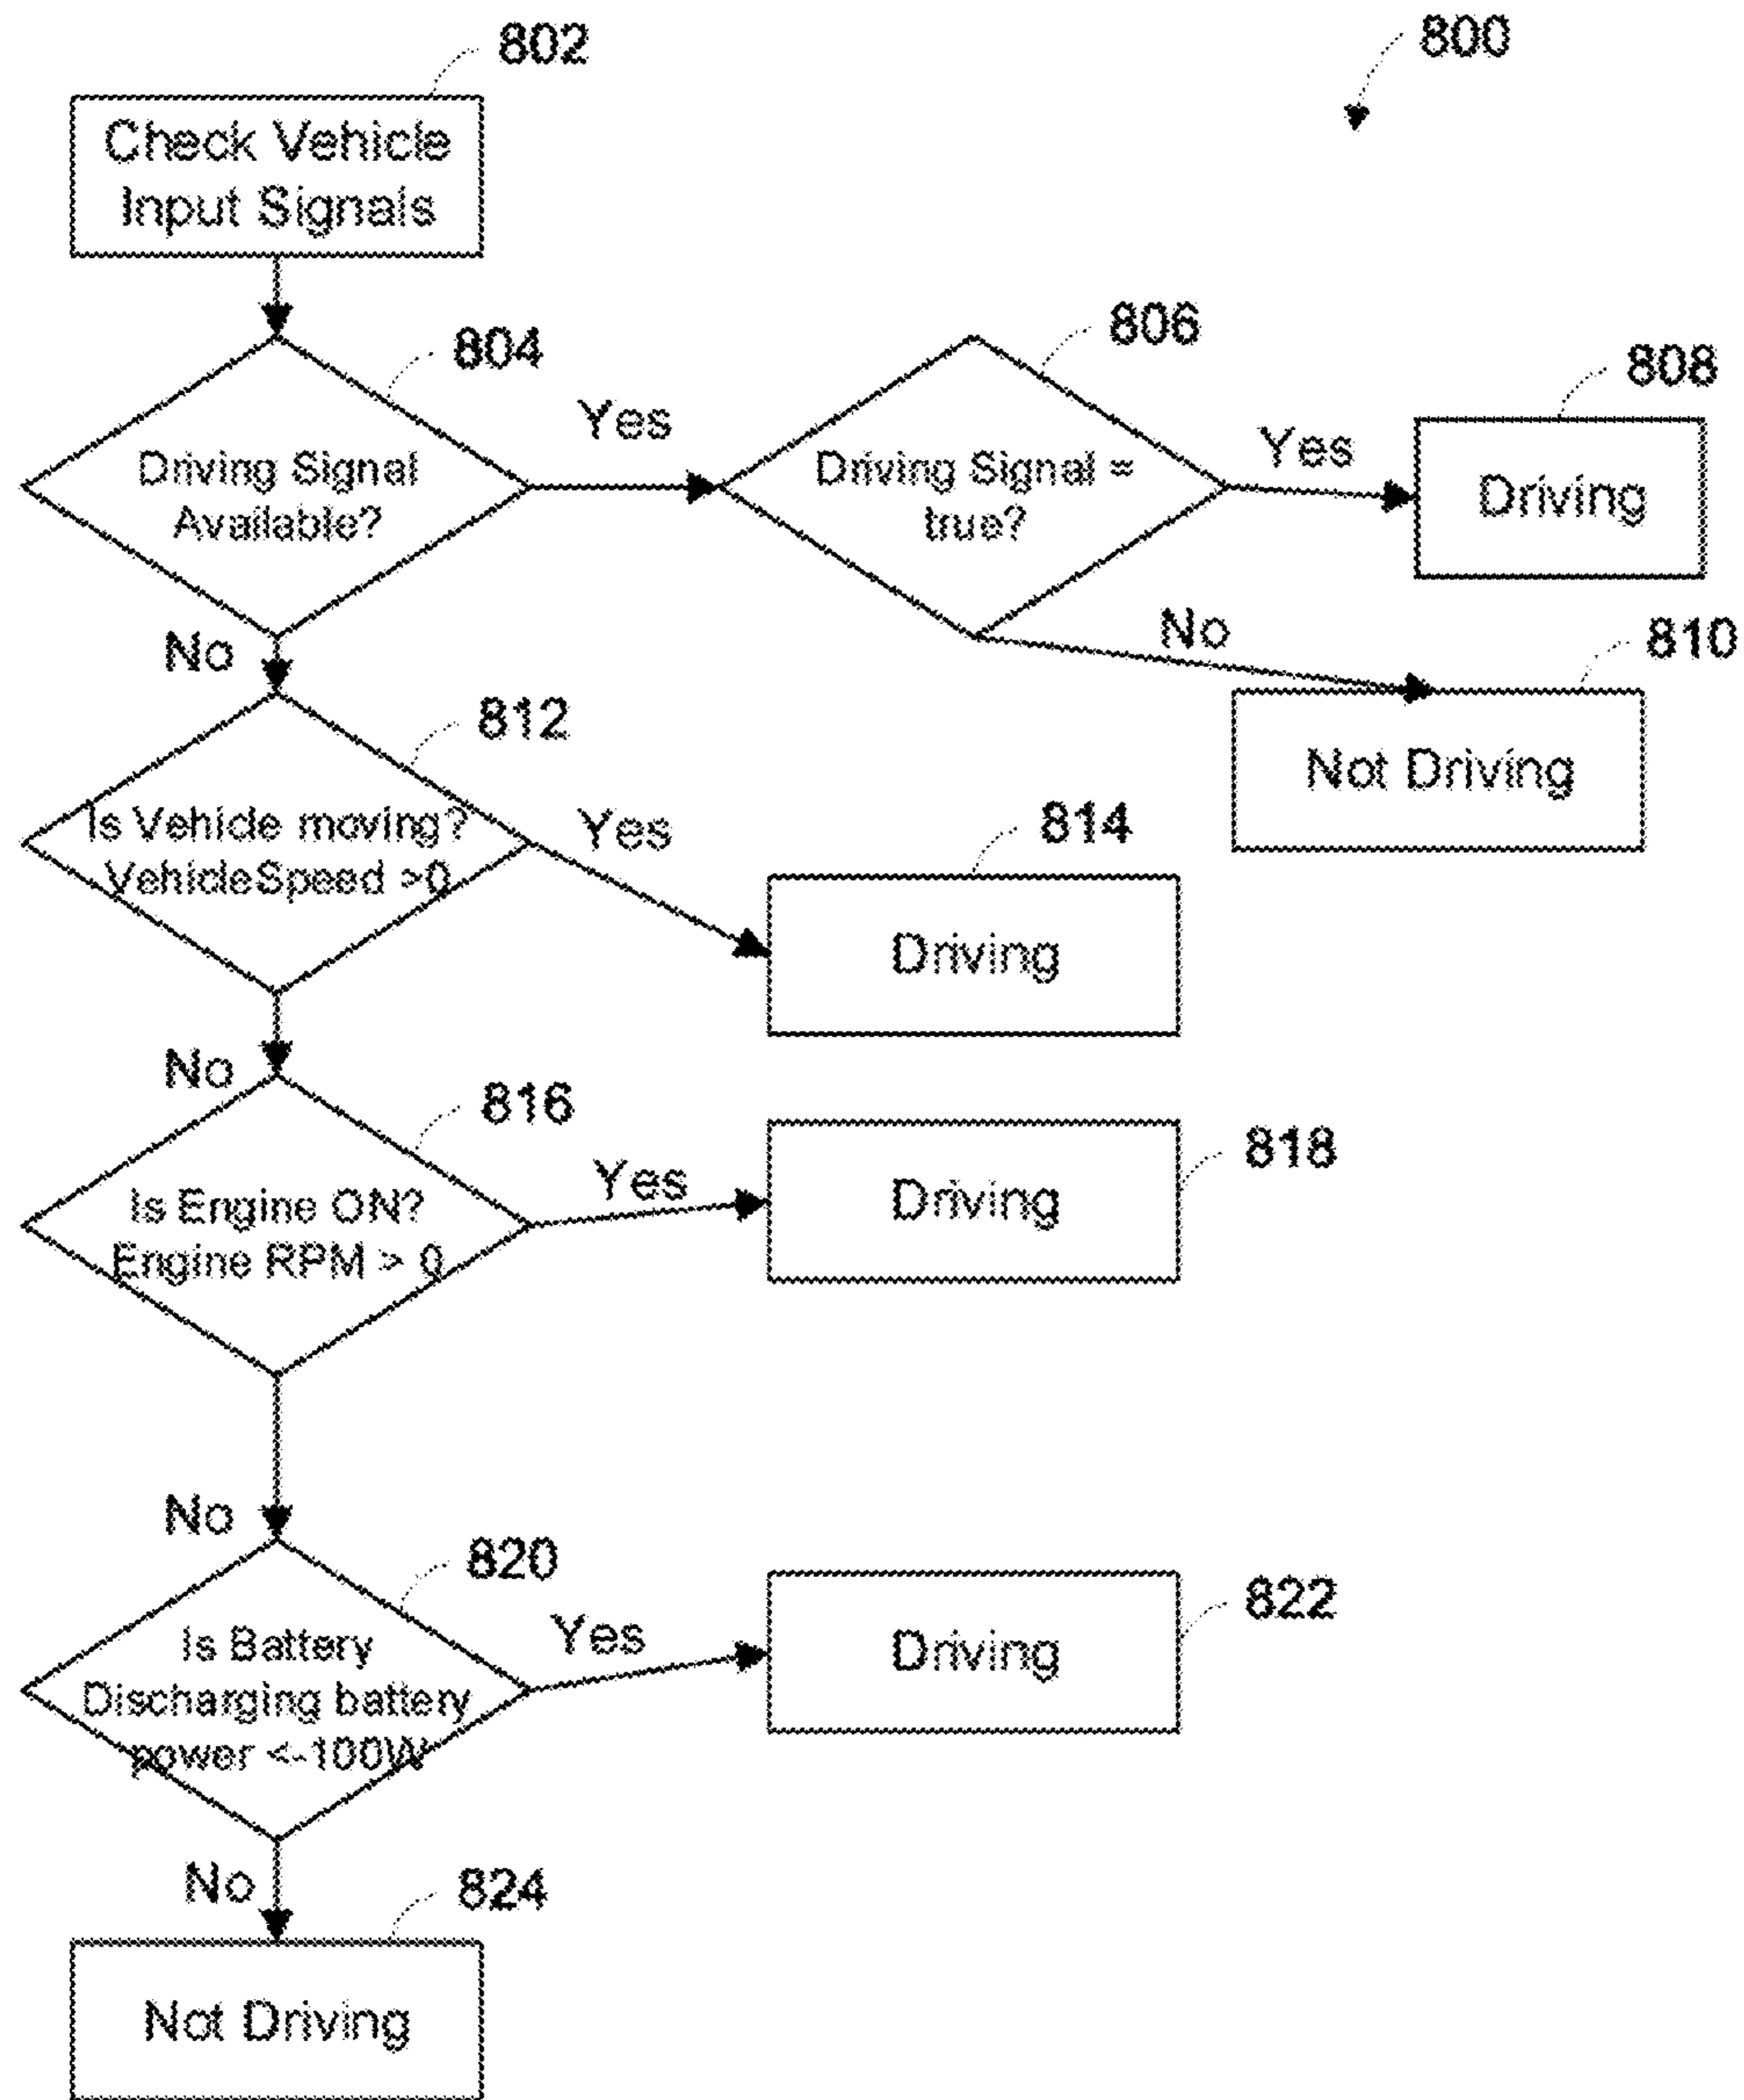 800
802
Check Vehicle
Input Signals
804
Driving Signal
Available?
Yes
806
Driving Signal =
true?
Yes
808
Driving
No
810
Not Driving
No
812
Is Vehicle moving?
VehicleSpeed >0
Yes
814
Driving
No
816
Is Engine ON?
Engine RPM > 0
Yes
818
Driving
No
820
Is Battery
Discharging battery
power <-100W
Yes
822
Driving
No
824
Not Driving